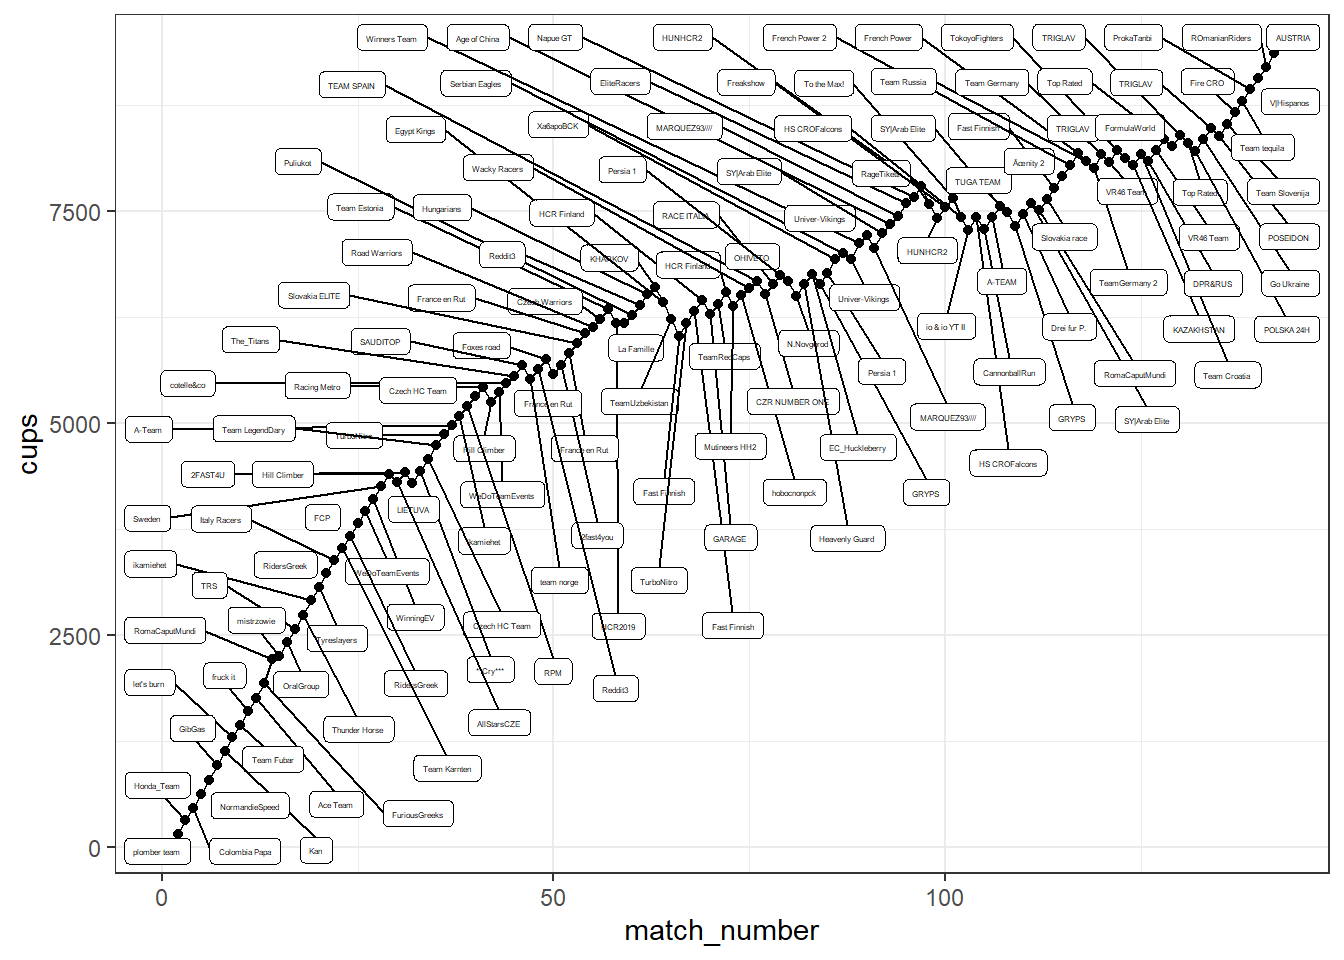 Winners Team
Age of China
Napue GT
HUNHCR2
French Power 2
French Power
TokoyoFighters
TRIGLAV
ProkaTanbi
ROmanianRiders
AUSTRIA
TEAM SPAIN
Serbian Eagles
EliteRacers
Freakshow
To the Max!
Team Russia
Team Germany
Top Rated
TRIGLAV
Fire CRO
V|Hispanos
Egypt Kings
XaбapoBCK
MARQUEZ93////
HS CROFalcons
SY|Arab Elite
Fast Finnish
TRIGLAV
FormulaWorld
Team tequila
Puliukot
Wacky Racers
Persia 1
SY|Arab Elite
RageTikett
TUGA TEAM
Åcœnity 2
VR46 Team
Top Rated
Team Slovenija
Team Estonia
Hungarians
HCR Finland
RACE ITALIA
Univer-Vikings
7500
Road Warriors
Reddit3
KHARKOV
HCR Finland
OHIVETO
HUNHCR2
Slovakia race
VR46 Team
POSEIDON
Slovakia ELITE
France en Rut
Czech Warriors
Univer-Vikings
A-TEAM
TeamGermany 2
DPR&RUS
Go Ukraine
The_Titans
SAUDITOP
Foxes road
La Famille
TeamRedCaps
N.Novgorod
io & io YT II
Drei fur P.
KAZAKHSTAN
POLSKA 24H
cotelle&co
Racing Metro
Czech HC Team
France en Rut
TeamUzbekistan
CZR NUMBER ONE
Persia 1
CannonballRun
RomaCaputMundi
Team Croatia
A-Team
Team LegendDary
TurboNitro
Hill Climber
France en Rut
Mutineers HH2
EC_Huckleberry
MARQUEZ93////
GRYPS
SY|Arab Elite
5000
2FAST4U
Hill Climber
WeDoTeamEvents
Fast Finnish
hobocnonpck
GRYPS
HS CROFalcons
Sweden
Italy Racers
FCP
LIETUVA
ikamiehet
2fast4you
GARAGE
Heavenly Guard
cups
ikamiehet
TRS
RidersGreek
WeDoTeamEvents
team norge
TurboNitro
RomaCaputMundi
mistrzowie
Tyreslayers
WinningEV
Czech HC Team
HCR2019
Fast Finnish
2500
let's burn
fruck it
OralGroup
RidersGreek
**Cry***
RPM
Reddit3
GibGas
Thunder Horse
AllStarsCZE
Team Fubar
Team Karnten
Honda_Team
NormandieSpeed
Ace Team
FuriousGreeks
plomber team
Colombia Papa
Kan
0
0
50
100
match_number